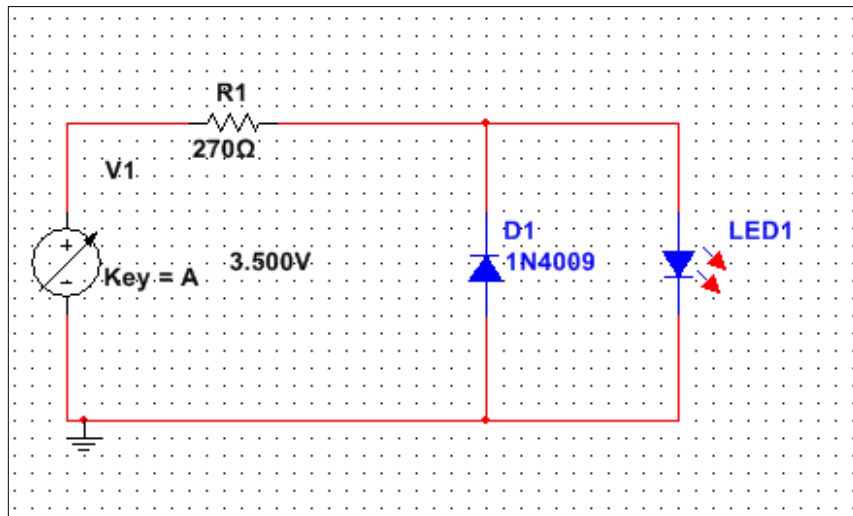 R1
270Ω
V1
Key = A
3.500V
D1
1N4009
LED1